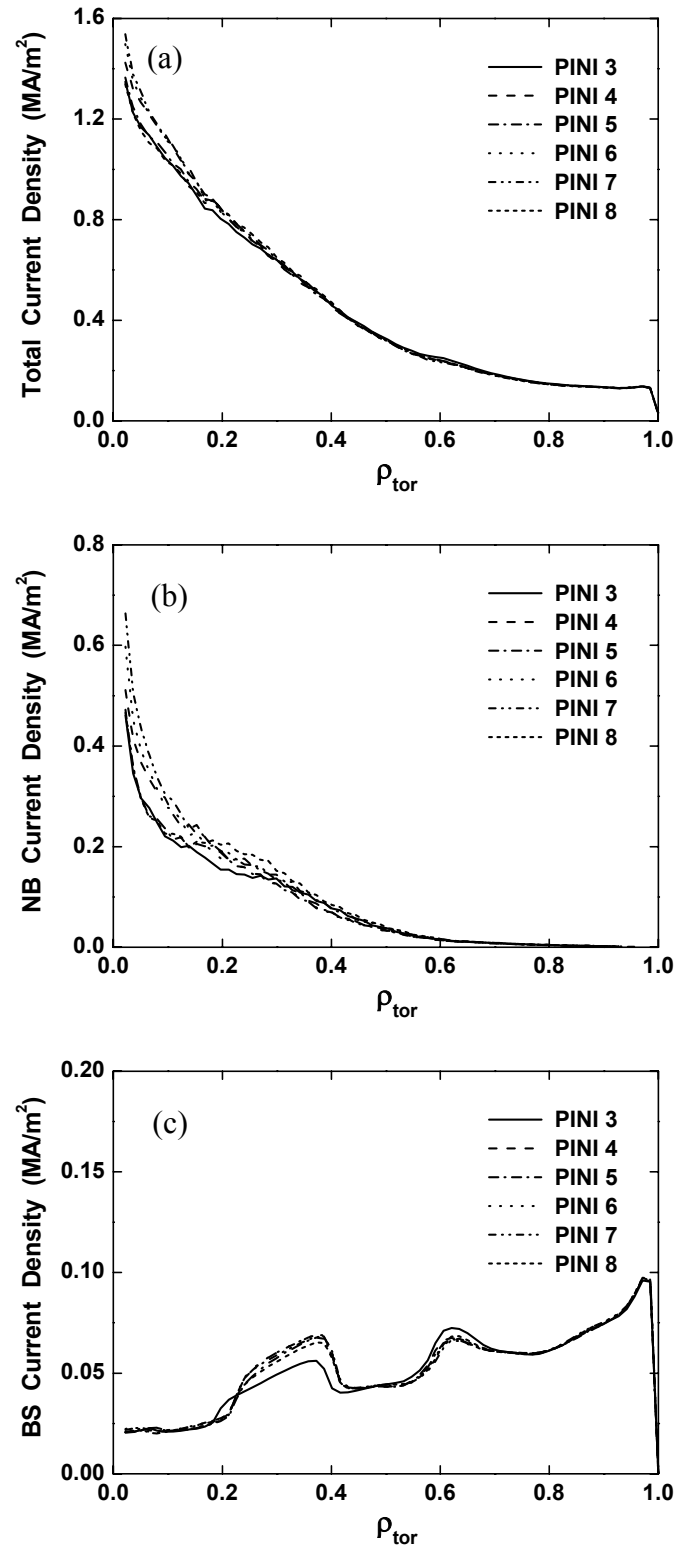 (a)
Total Current Density (MA/m²)
1.6
1.2
0.8
0.4
0.0
PINI 3
PINI 4
PINI 5
PINI 6
PINI 7
PINI 8
0.0 0.2 0.4 0.6 0.8 1.0
ρtor
(b)
NB Current Density (MA/m²)
0.8
0.6
0.4
0.2
0.0
PINI 3
PINI 4
PINI 5
PINI 6
PINI 7
PINI 8
0.0 0.2 0.4 0.6 0.8 1.0
ρtor
(c)
BS Current Density (MA/m²)
0.20
0.15
0.10
0.05
0.00
PINI 3
PINI 4
PINI 5
PINI 6
PINI 7
PINI 8
0.0 0.2 0.4 0.6 0.8 1.0
ρtor